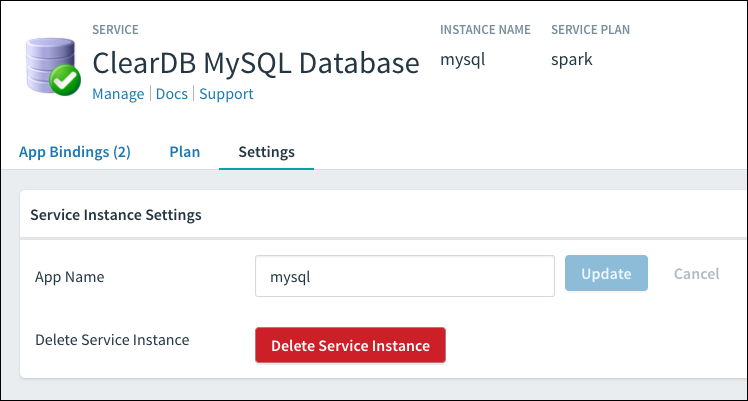 SERVICE
ClearDB MySQL Database
Manage | Docs | Support
INSTANCE NAME
mysql
SERVICE PLAN
spark
App Bindings (2) Plan Settings
Service Instance Settings
App Name mysql Update Cancel
Delete Service Instance Delete Service Instance